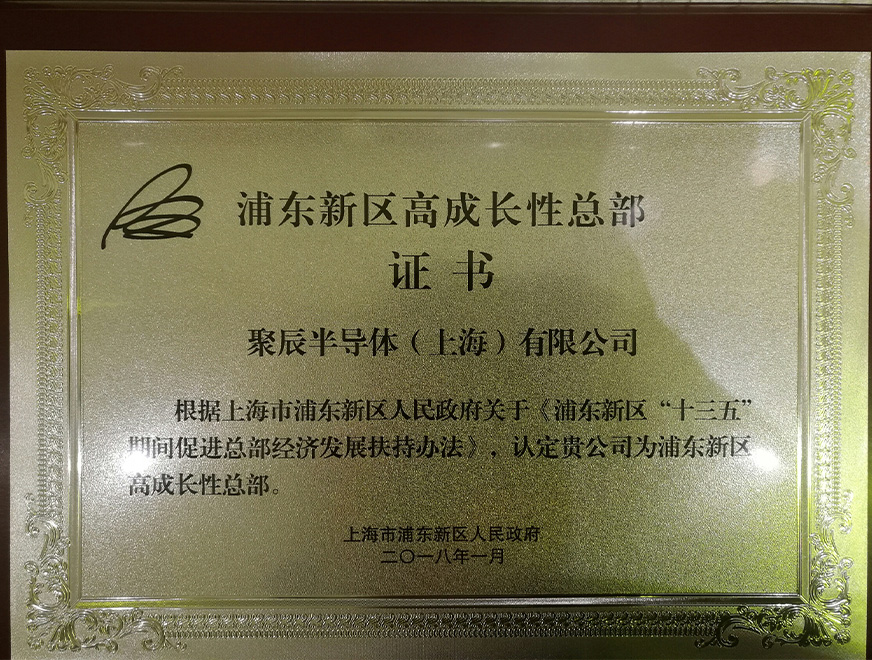 浦东新区高成长性总部
证书
聚辰半导体（上海）有限公司
根据上海市浦东新区人民政府关于《浦东新区“十三五”
期间促进总部经济发展扶持办法》，认定贵公司为浦东新区
高成长性总部。
上海市浦东新区人民政府
二〇一八年一月